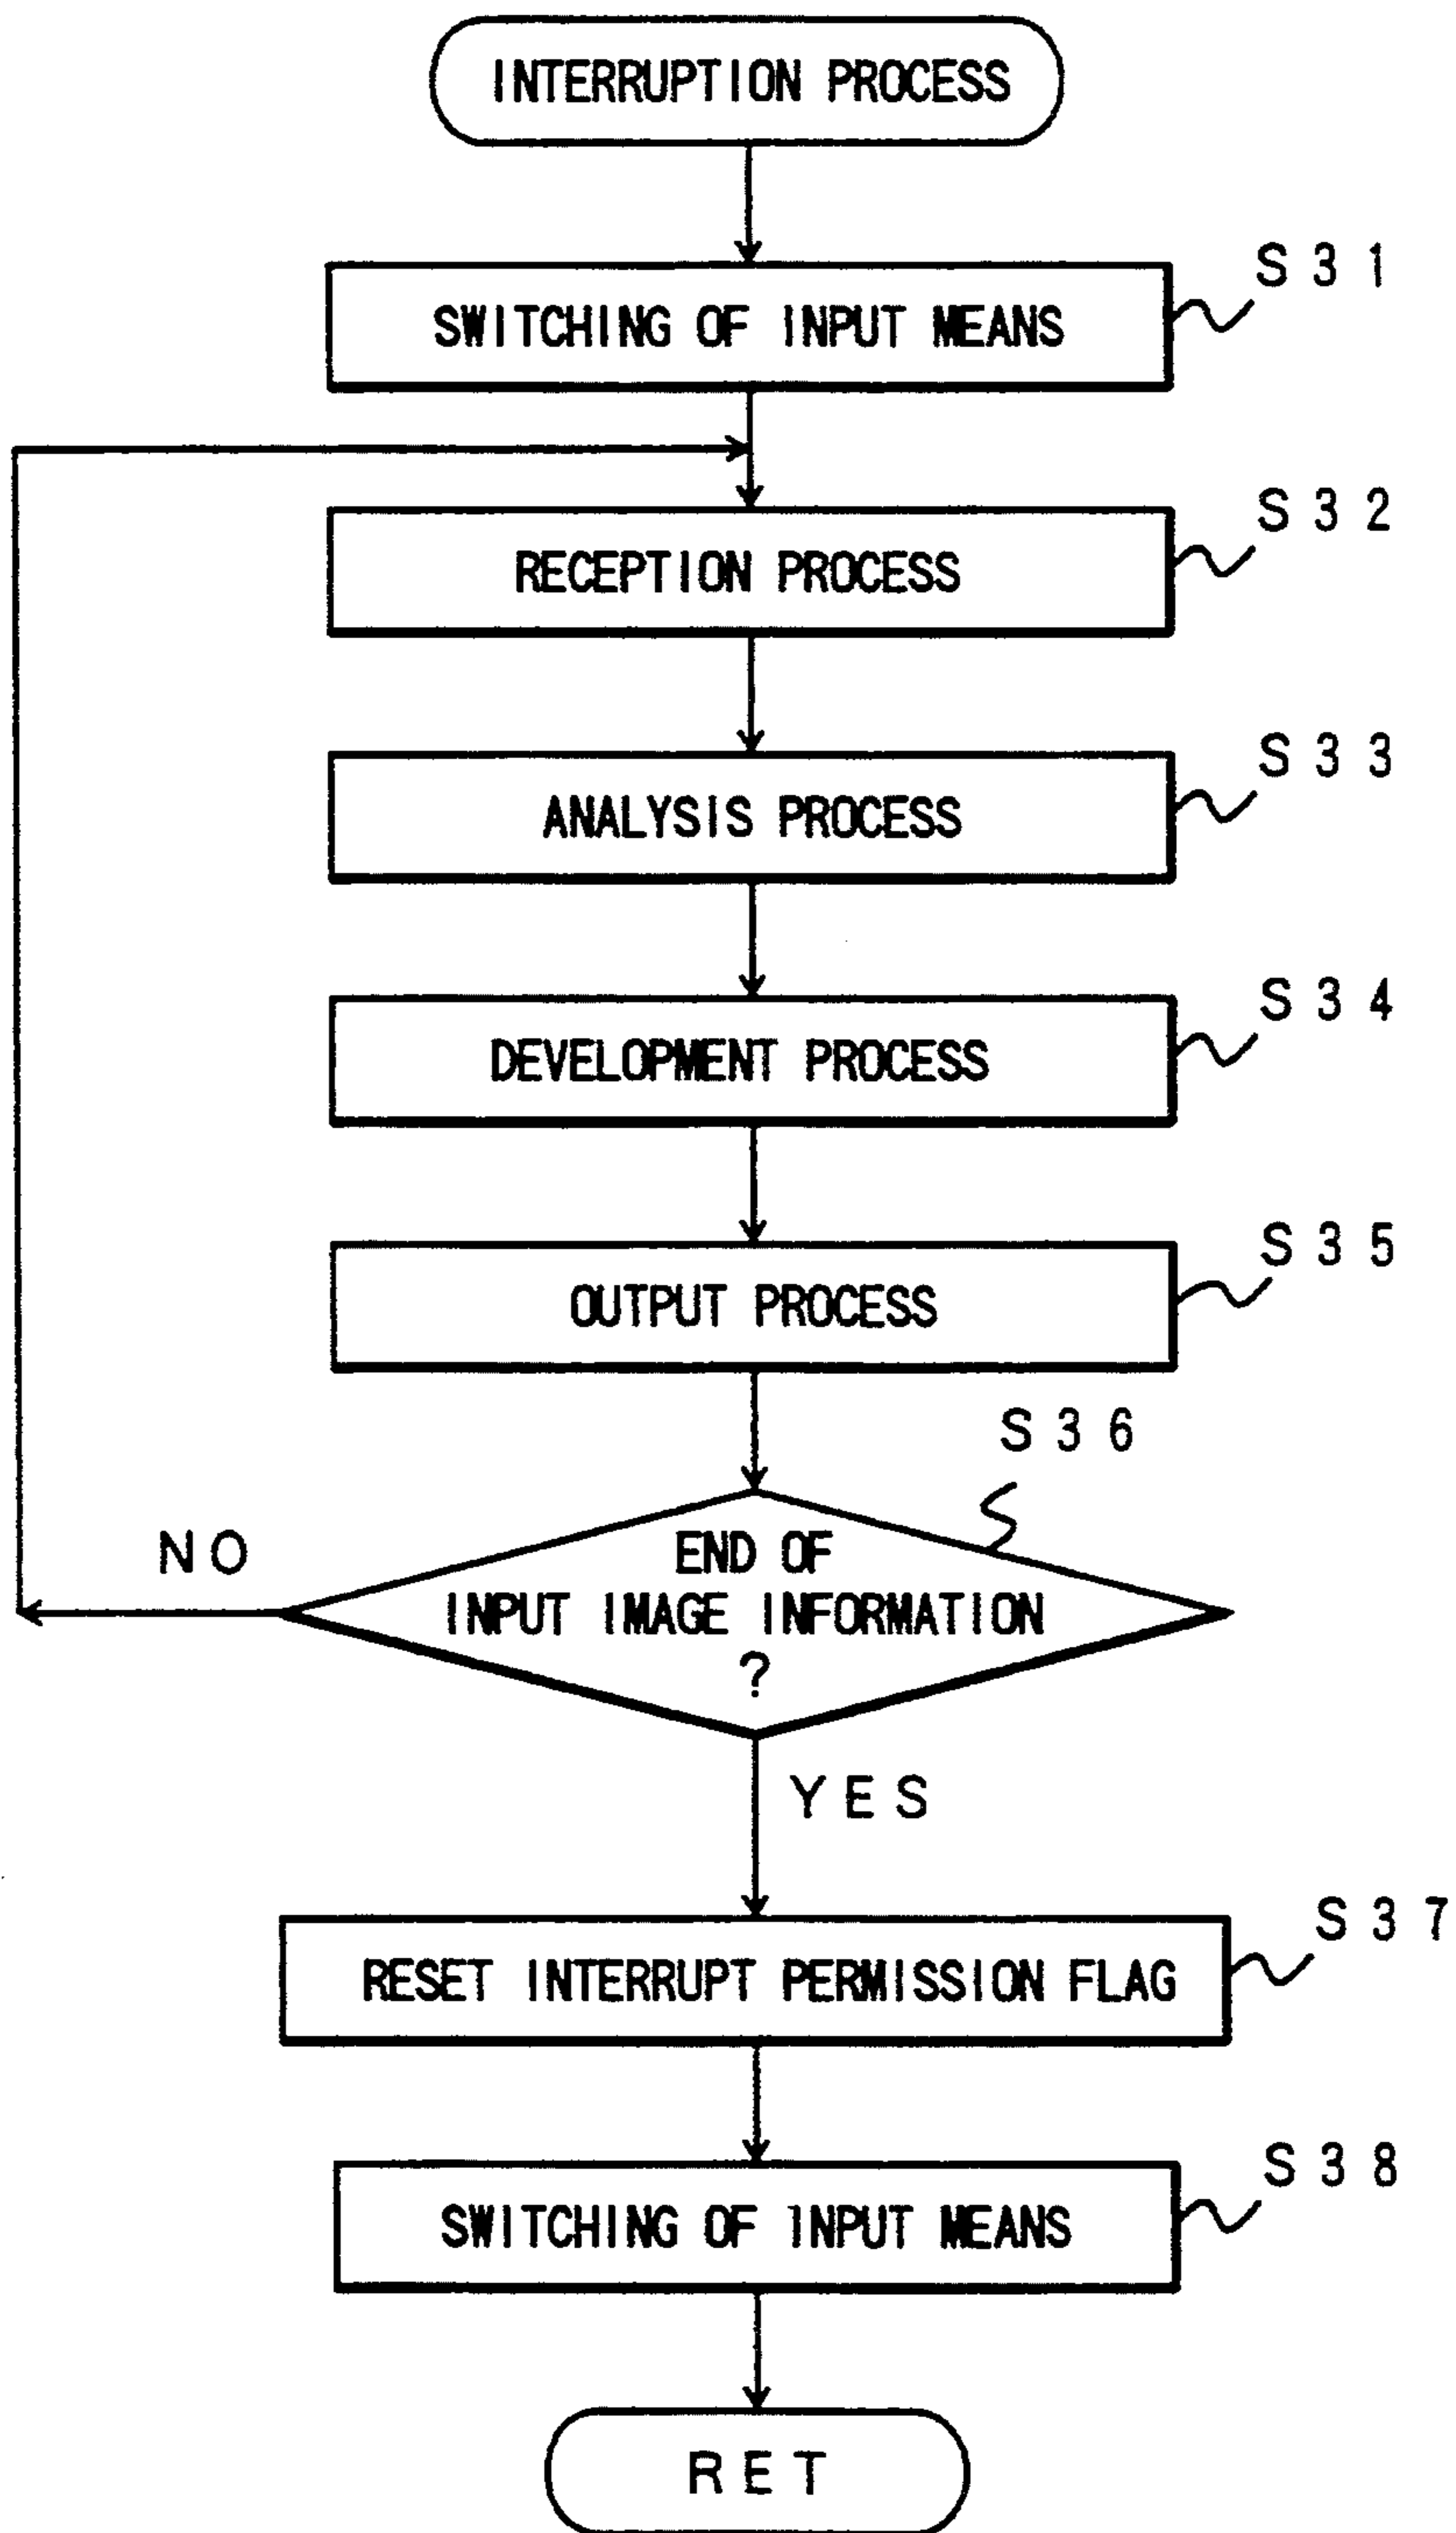 INTERRUPTION PROCESS
S31
SWITCHING OF INPUT MEANS
S32
RECEPTION PROCESS
S33
ANALYSIS PROCESS
S34
DEVELOPMENT PROCESS
S35
OUTPUT PROCESS
S36
END OF
INPUT IMAGE INFORMATION
?
NO
YES
S37
RESET INTERRUPT PERMISSION FLAG
S38
SWITCHING OF INPUT MEANS
RET